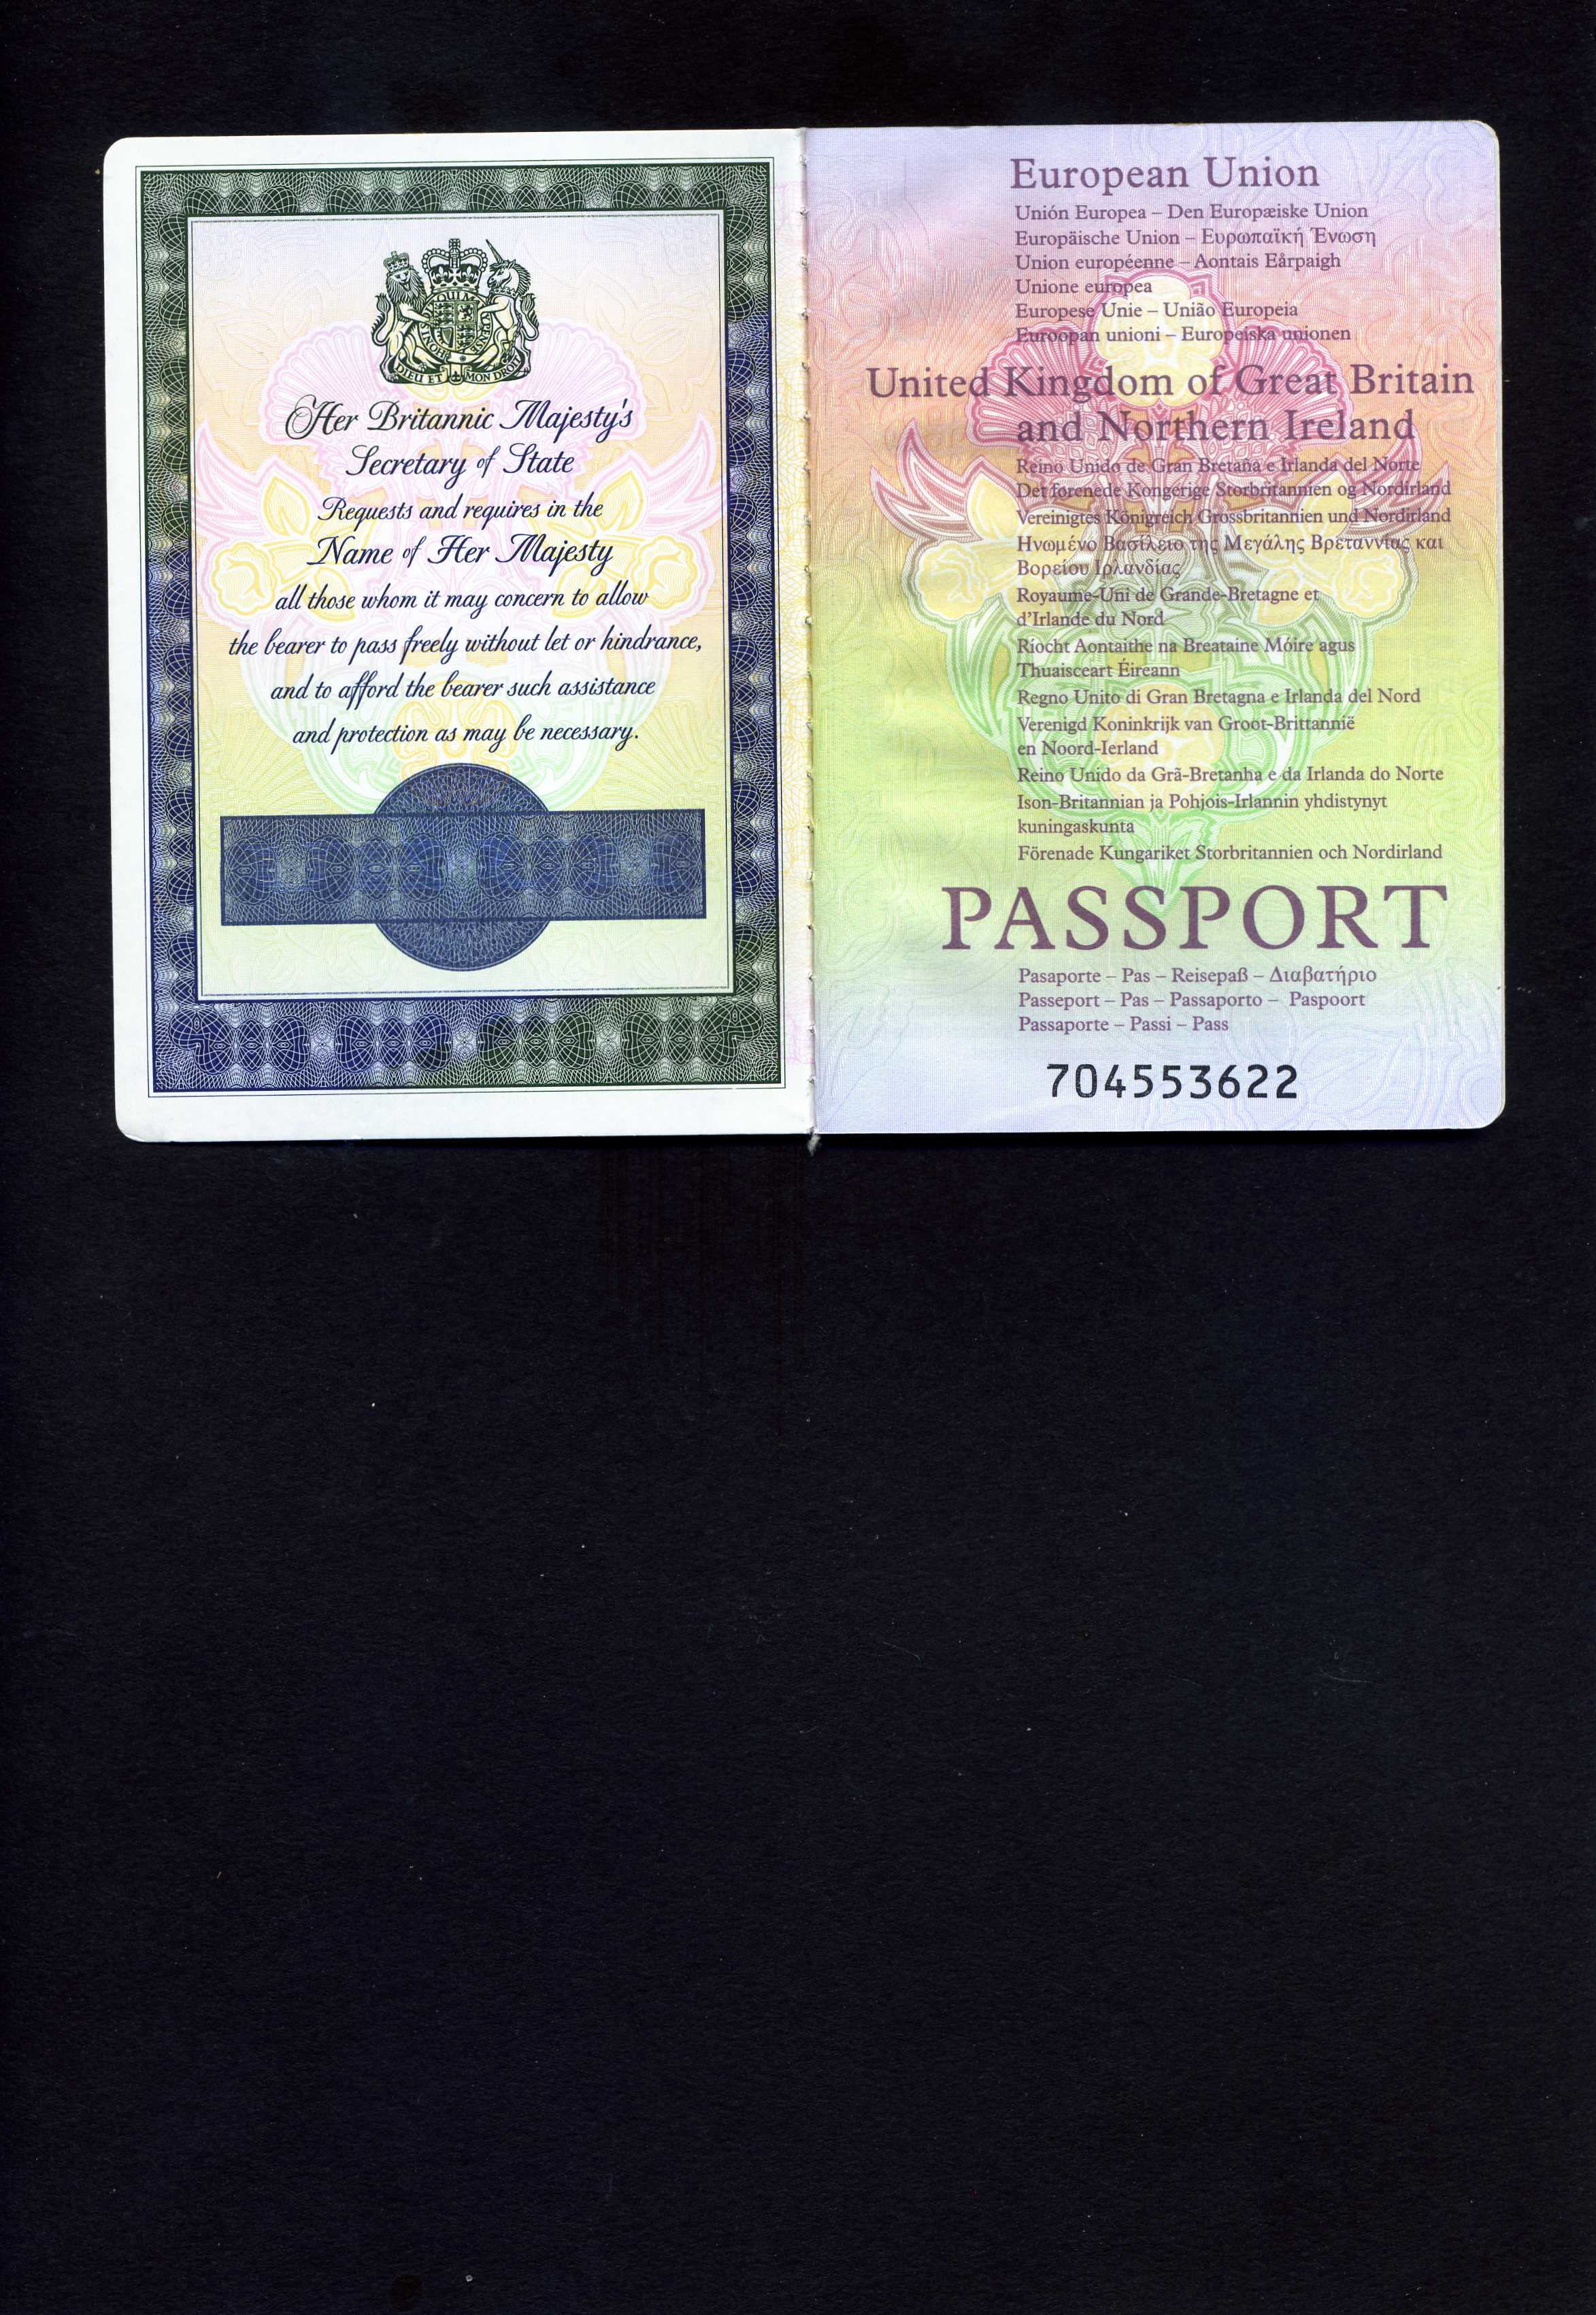 QUI MAL
HONI
PENSE
DIEU ET MON DROIT
Her Britannic Majesty's
Secretary of State
Requests and requires in the
Name of Her Majesty
all those whom it may concern to allow
the bearer to pass freely without let or hindrance,
and to afford the bearer such assistance
and protection as may be necessary.
European Union
Unión Europea – Den Europæiske Union
Europäische Union – Ευρωπαϊκή Ένωση
Union européenne – Aontais Eårpaigh
Unione europea
Europese Unie – União Europeia
Euroopan unioni – Europeiska unionen
United Kingdom of Great Britain
and Northern Ireland
Reino Unido de Gran Bretaña e Irlanda del Norte
Det forenede Kongerige Storbritannien og Nordirland
Vereinigtes Königreich Grossbritannien und Nordirland
Ηνωμένο Βασίλειο της Μεγάλης Βρεταννίας και
Βορείου Ιρλανδίας
Royaume-Uni de Grande-Bretagne et
d'Irlande du Nord
Ríocht Aontaithe na Breataine Móire agus
Thuaisceart Éireann
Regno Unito di Gran Bretagna e Irlanda del Nord
Verenigd Koninkrijk van Groot-Brittannië
en Noord-Ierland
Reino Unido da Grã-Bretanha e da Irlanda do Norte
Ison-Britannian ja Pohjois-Irlannin yhdistynyt
kuningaskunta
Förenade Kungariket Storbritannien och Nordirland
PASSPORT
Pasaporte – Pas – Reisepaß – Διαβατήριο
Passeport – Pas – Passaporto – Paspoort
Passaporte – Passi – Pass
704553622